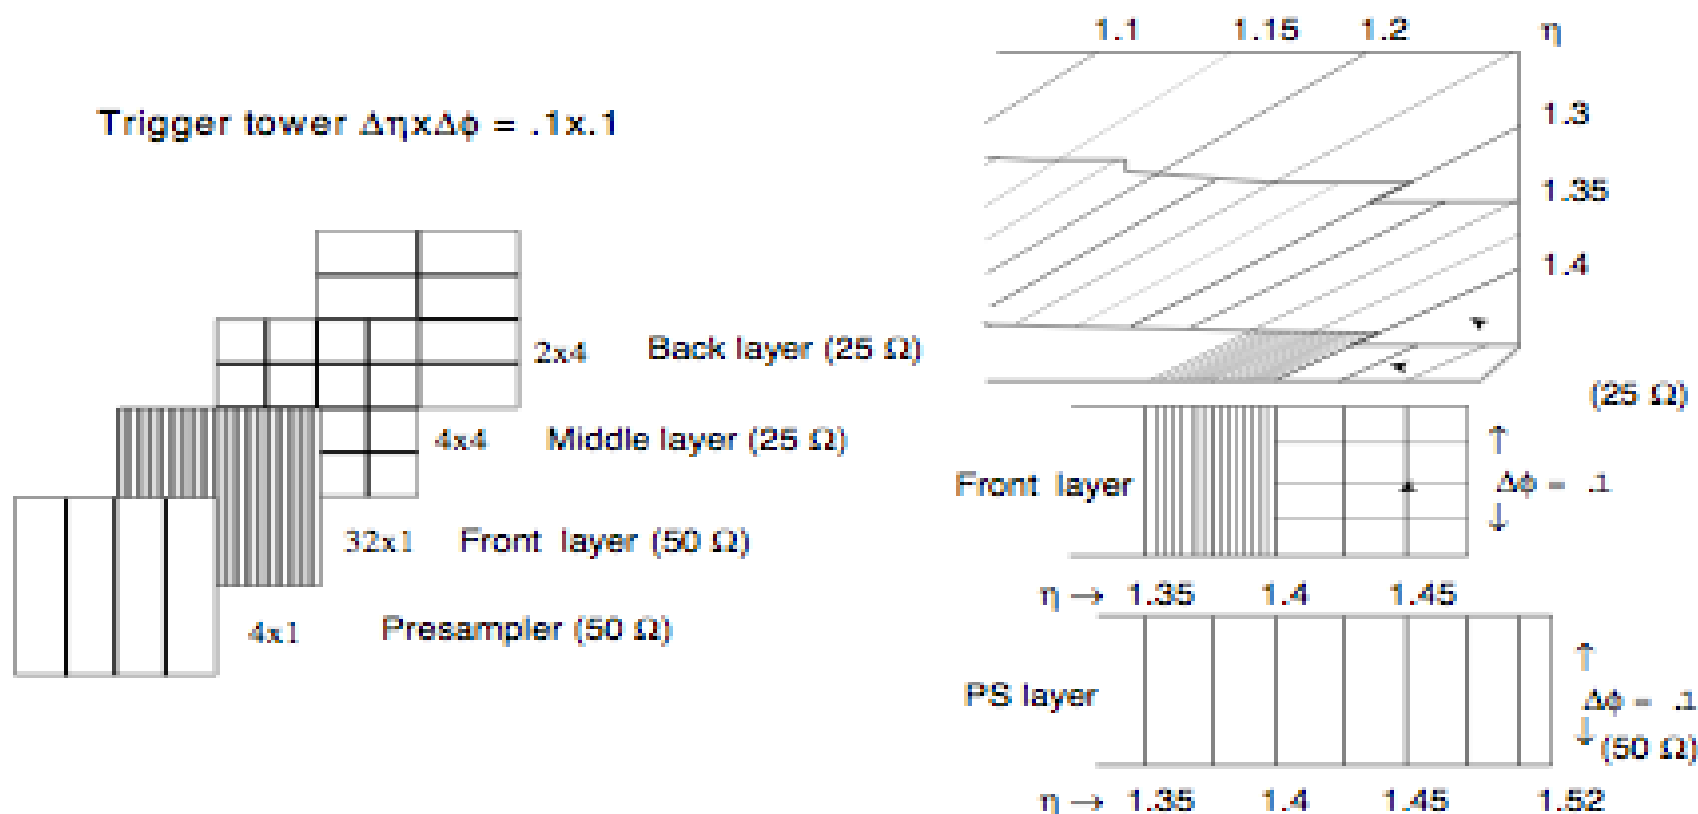 Trigger tower ΔηxΔϕ = .1x.1
2x4 Back layer (25 Ω)
4x4 Middle layer (25 Ω)
32x1 Front layer (50 Ω)
4x1 Presampler (50 Ω)
1.1 1.15 1.2 η
1.3
1.35
1.4
(25 Ω)
Front layer
↑
Δϕ = .1
↓
η → 1.35 1.4 1.45
PS layer
↑
Δϕ = .1
↓ (50 Ω)
η → 1.35 1.4 1.45 1.52